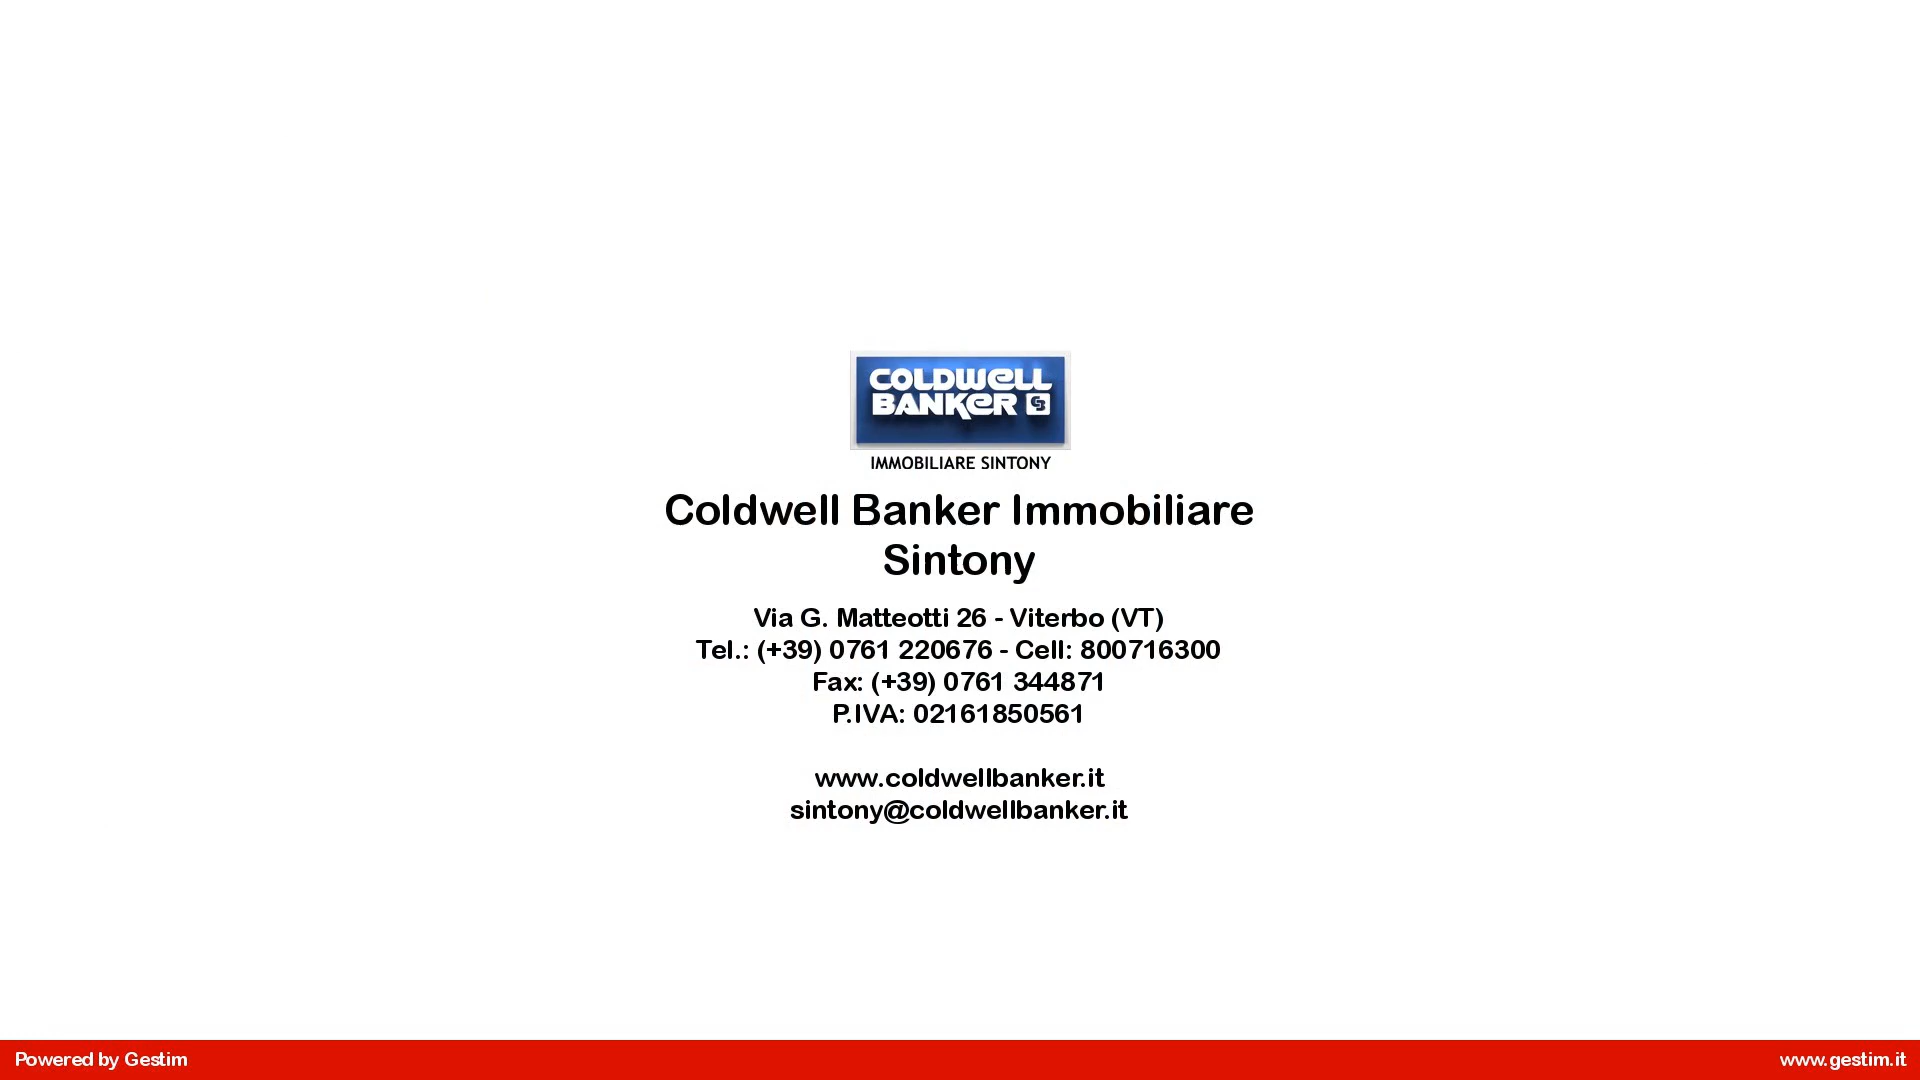 COLDWELL
BANKER CB
IMMOBILIARE SINTONY
Coldwell Banker Immobiliare
Sintony
Via G. Matteotti 26 - Viterbo (VT)
Tel.: (+39) 0761 220676 - Cell: 800716300
Fax: (+39) 0761 344871
P.IVA: 02161850561
www.coldwellbanker.it
sintony@coldwellbanker.it
Powered by Gestim
www.gestim.it